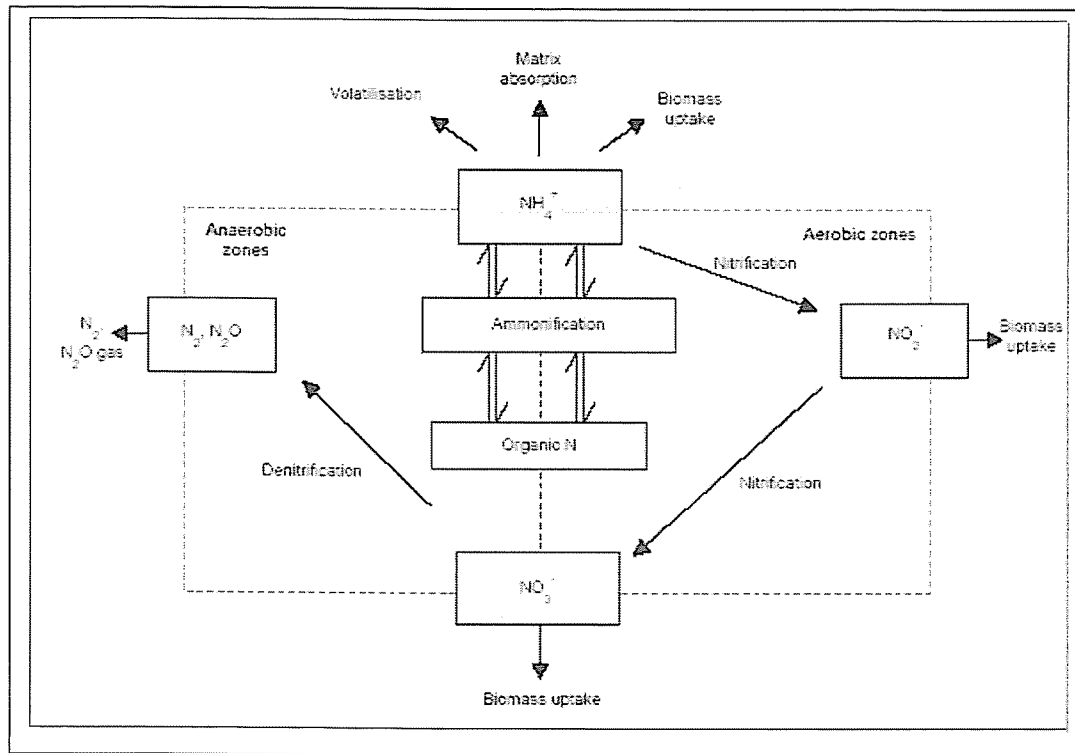 Matrix
absorption
Volatilisation
Biomass
uptake
NH₄⁺
Anaerobic
zones
Aerobic zones
Nitrification
N₂, N₂O
Ammonification
NO₂⁻
N₂,
N₂O gas
Biomass
uptake
Organic N
Denitrification
Nitrification
NO₃⁻
Biomass uptake